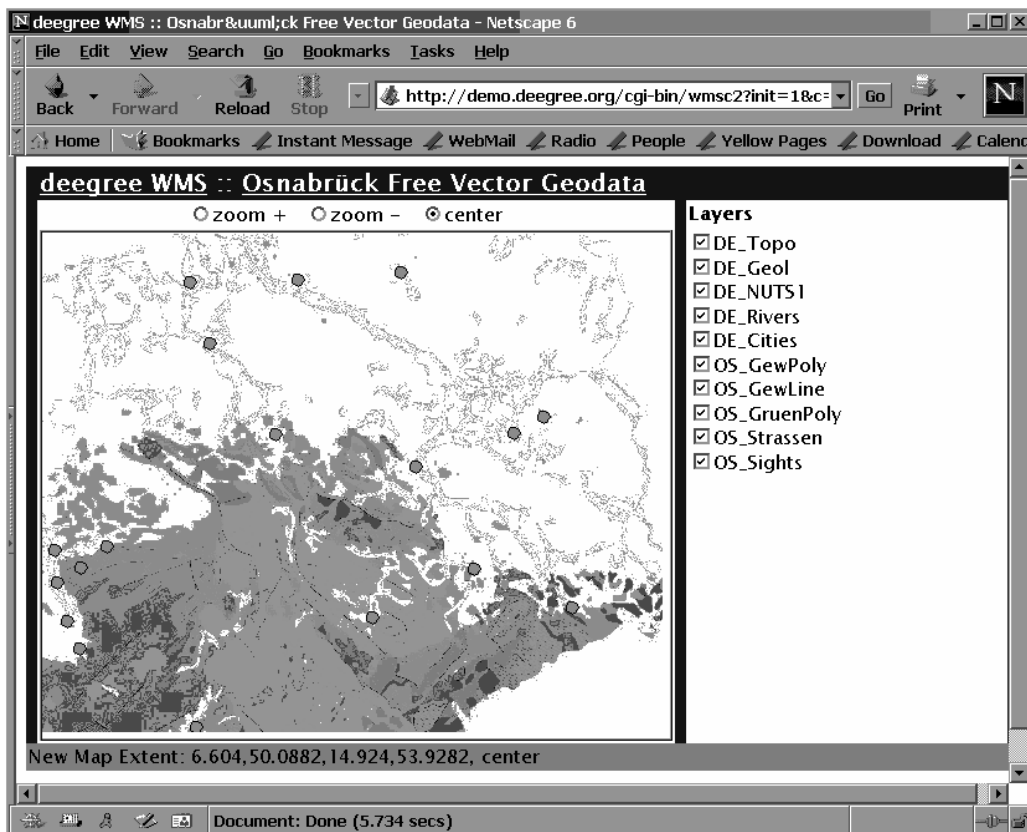 N deegree WMS :: Osnabr&uuml;ck Free Vector Geodata - Netscape 6
File Edit View Search Go Bookmarks Tasks Help
Back Forward Reload Stop http://demo.deegree.org/cgi-bin/wmsc2?init=1&c= Go Print N
Home Bookmarks Instant Message WebMail Radio People Yellow Pages Download Calend
deegree WMS :: Osnabrück Free Vector Geodata
zoom + zoom - center
Layers
DE_Topo
DE_Geol
DE_NUTS1
DE_Rivers
DE_Cities
OS_GewPoly
OS_GewLine
OS_GruenPoly
OS_Strassen
OS_Sights
New Map Extent: 6.604,50.0882,14.924,53.9282, center
Document: Done (5.734 secs)